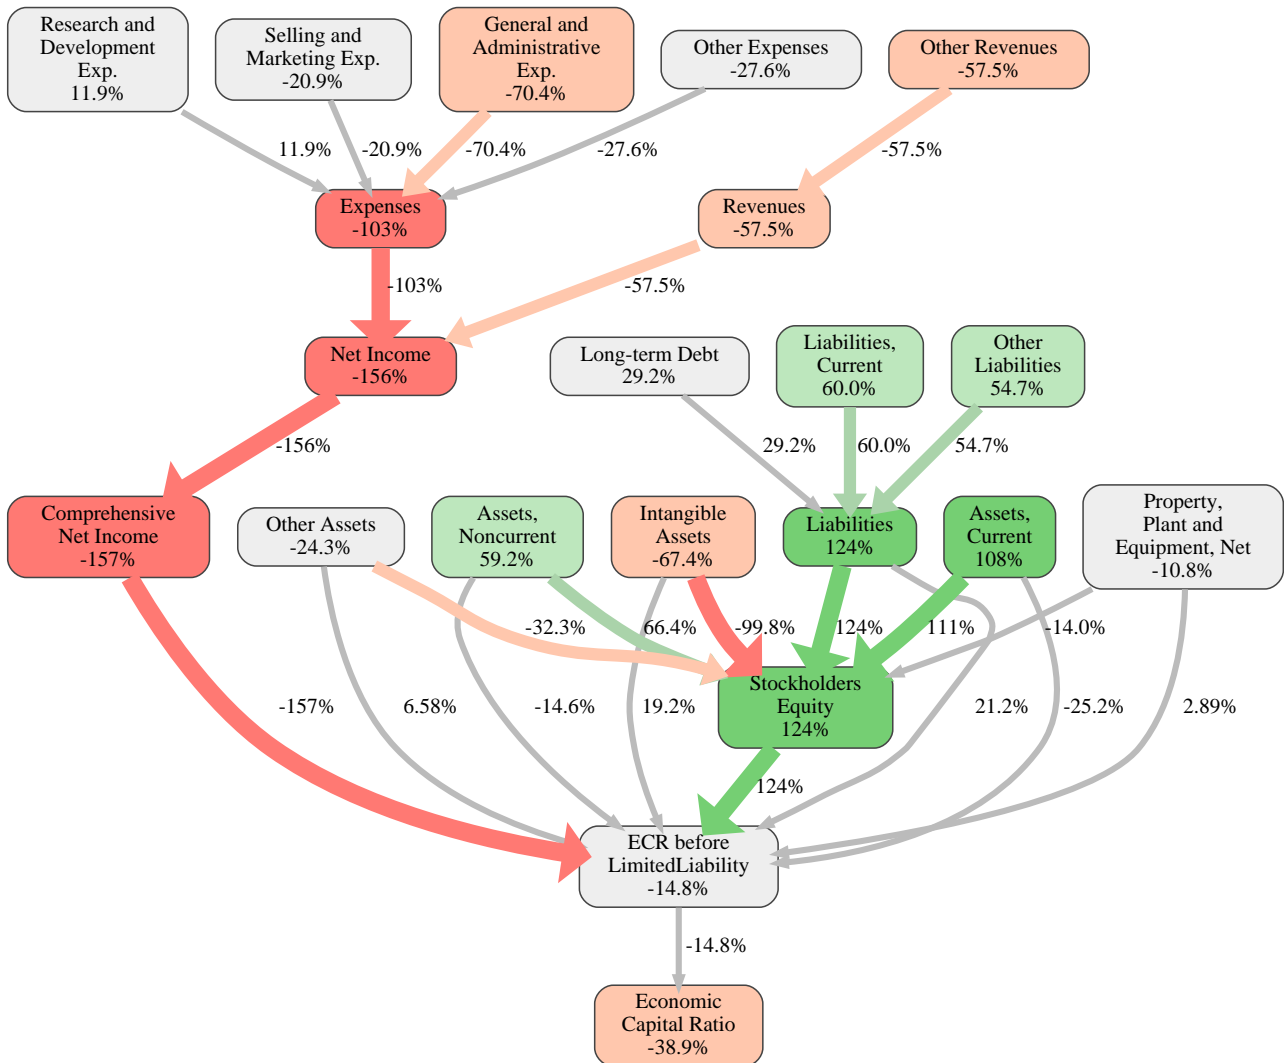 Research and
Development
Exp.
11.9%
Selling and
Marketing Exp.
-20.9%
General and
Administrative
Exp.
-70.4%
Other Expenses
-27.6%
Other Revenues
-57.5%
11.9%
-20.9%
-70.4%
-27.6%
-57.5%
Expenses
-103%
Revenues
-57.5%
-103%
-57.5%
Net Income
-156%
Long-term Debt
29.2%
Liabilities,
Current
60.0%
Other
Liabilities
54.7%
-156%
29.2%
60.0%
54.7%
Comprehensive
Net Income
-157%
Other Assets
-24.3%
Assets,
Noncurrent
59.2%
Intangible
Assets
-67.4%
Liabilities
124%
Assets,
Current
108%
Property,
Plant and
Equipment, Net
-10.8%
-32.3%
66.4%
-99.8%
124%
111%
-14.0%
Stockholders
Equity
124%
-157%
6.58%
-14.6%
19.2%
21.2%
-25.2%
2.89%
124%
ECR before
LimitedLiability
-14.8%
-14.8%
Economic
Capital Ratio
-38.9%